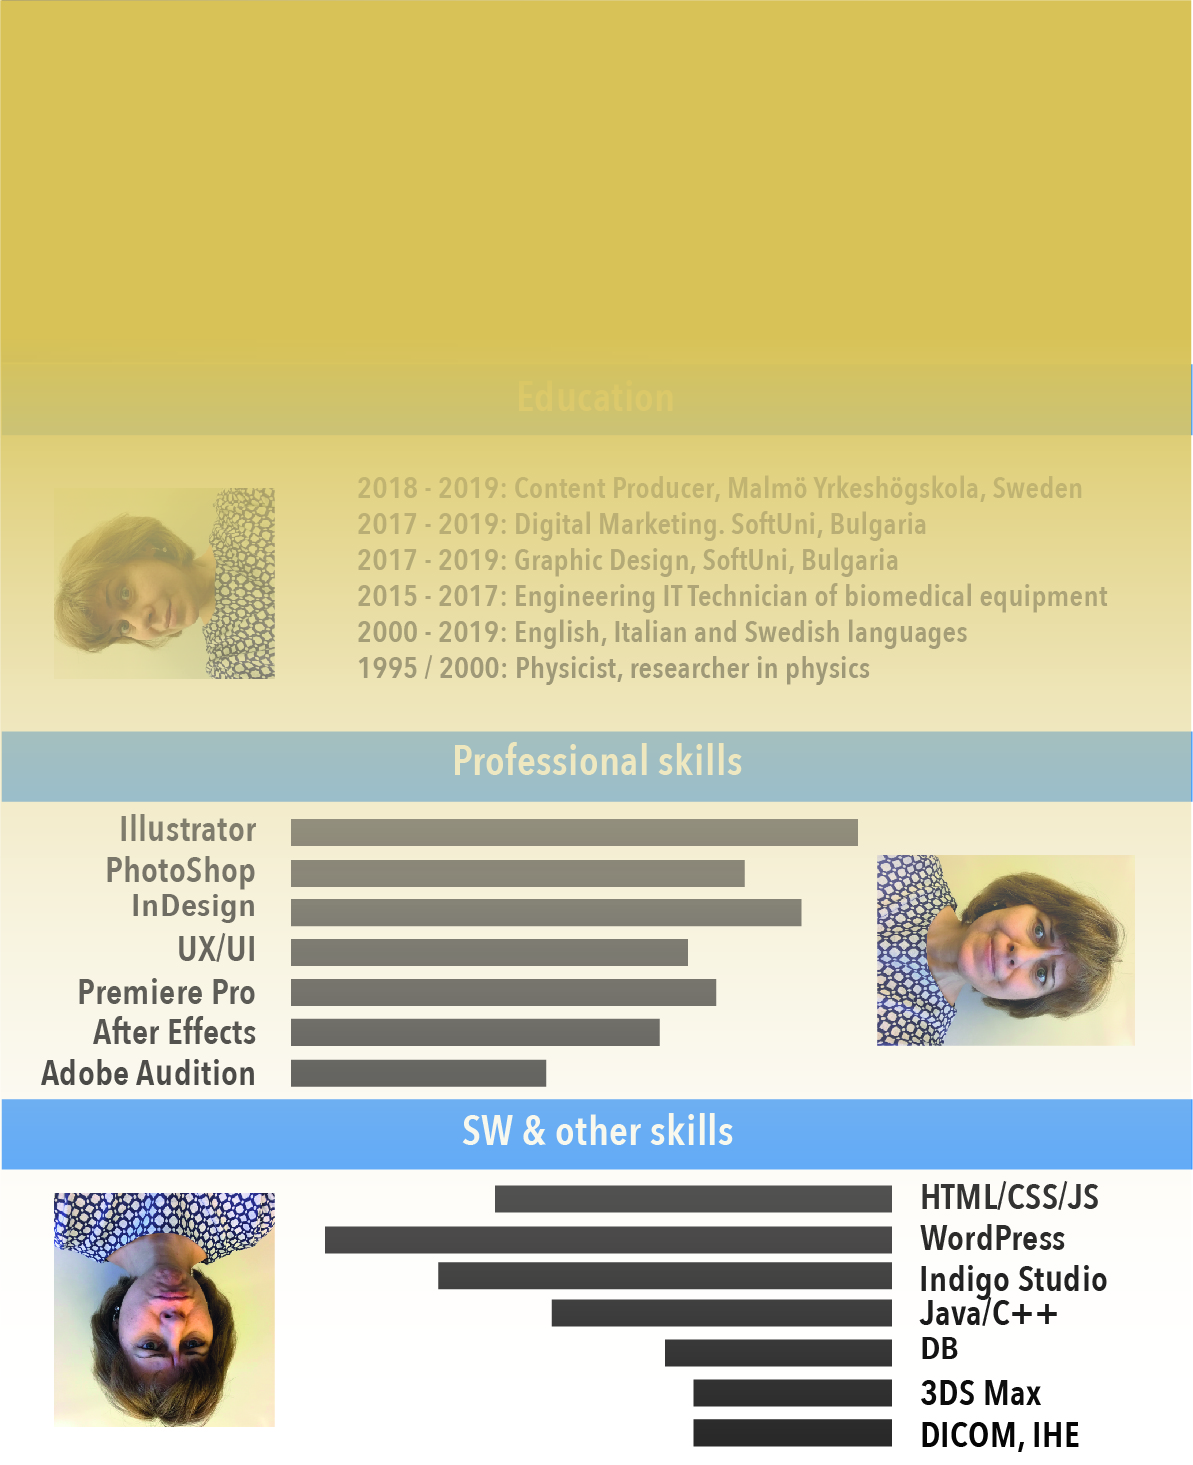 Education
2018 - 2019: Content Producer, Malmö Yrkeshögskola, Sweden
2017 - 2019: Digital Marketing. SoftUni, Bulgaria
2017 - 2019: Graphic Design, SoftUni, Bulgaria
2015 - 2017: Engineering IT Technician of biomedical equipment
2000 - 2019: English, Italian and Swedish languages
1995 / 2000: Physicist, researcher in physics
Professional skills
Illustrator
PhotoShop
InDesign
UX/UI
Premiere Pro
After Effects
Adobe Audition
SW & other skills
HTML/CSS/JS
WordPress
Indigo Studio
Java/C++
DB
3DS Max
DICOM, IHE